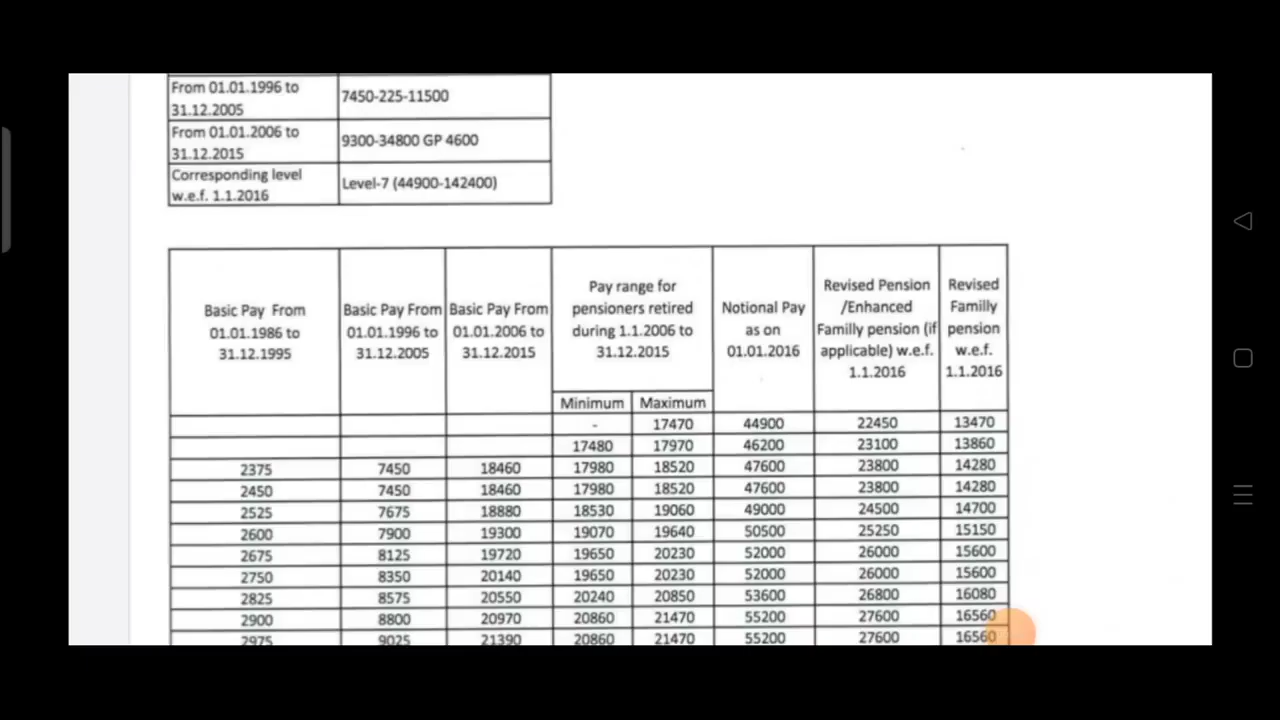 From 01.01.1996 to
31.12.2005
7450-225-11500
From 01.01.2006 to
31.12.2015
9300-34800 GP 4600
Corresponding level
w.e.f. 1.1.2016
Level-7 (44900-142400)
Basic Pay From
01.01.1986 to
31.12.1995
Basic Pay From
01.01.1996 to
31.12.2005
Basic Pay From
01.01.2006 to
31.12.2015
Pay range for
pensioners retired
during 1.1.2006 to
31.12.2015
Minimum Maximum
Notional Pay
as on
01.01.2016
Revised Pension
/Enhanced
Familly pension (if
applicable) w.e.f.
1.1.2016
Revised
Familly
pension
w.e.f.
1.1.2016
- 17470 44900 22450 13470
17480 17970 46200 23100 13860
2375 7450 18460 17980 18520 47600 23800 14280
2450 7450 18460 17980 18520 47600 23800 14280
2525 7675 18880 18530 19060 49000 24500 14700
2600 7900 19300 19070 19640 50500 25250 15150
2675 8125 19720 19650 20230 52000 26000 15600
2750 8350 20140 19650 20230 52000 26000 15600
2825 8575 20550 20240 20850 53600 26800 16080
2900 8800 20970 20860 21470 55200 27600 16560
2975 9025 21390 20860 21470 55200 27600 16560